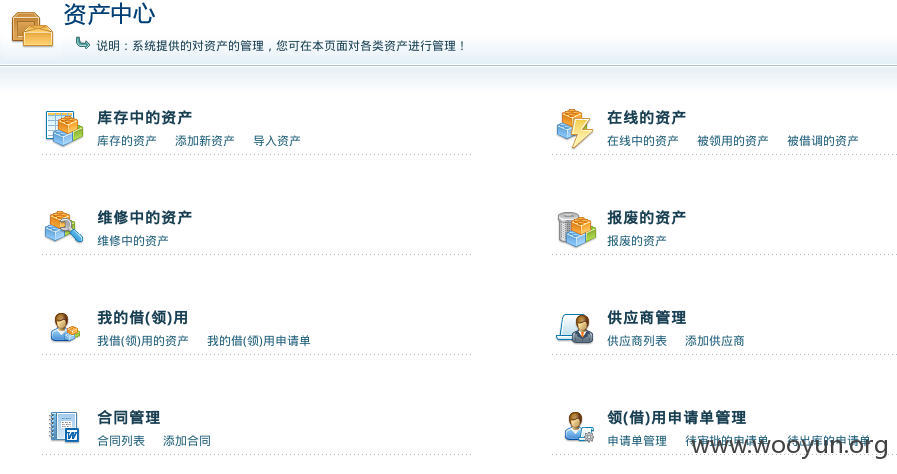 资产中心
说明：系统提供的对资产的管理，您可在本页面对各类资产进行管理！
库存中的资产
库存的资产 添加新资产 导入资产
在线的资产
在线中的资产 被领用的资产 被借调的资产
维修中的资产
维修中的资产
报废的资产
报废的资产
我的借(领)用
我借(领)用的资产 我的借(领)用申请单
供应商管理
供应商列表 添加供应商
合同管理
合同列表 添加合同
领(借)用申请单管理
申请单管理 待审批的申请单 待出库的申请单
www.wooyun.org